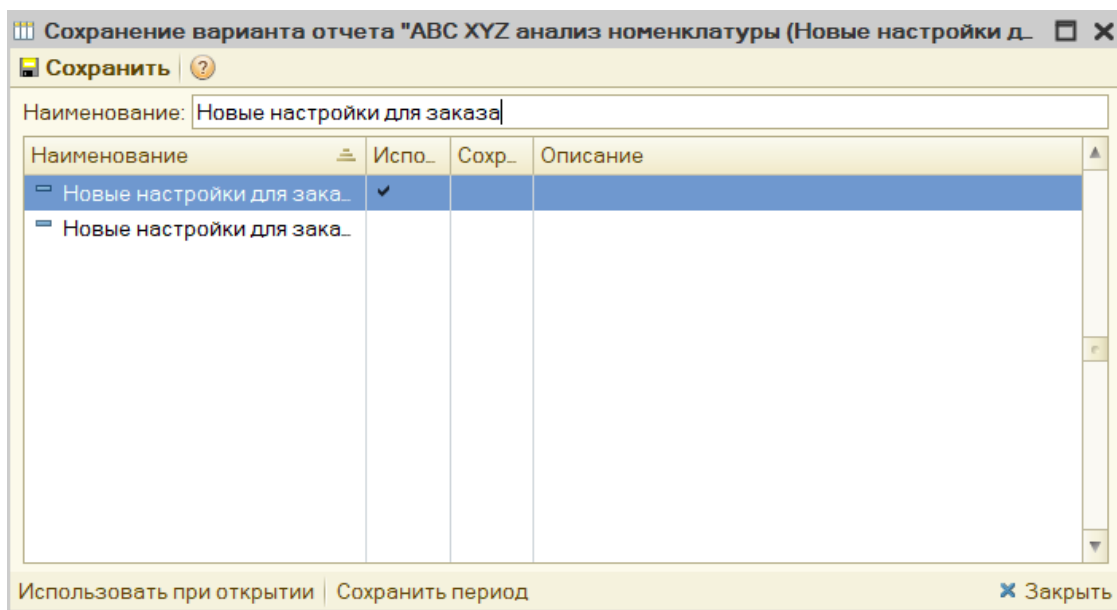 Сохранение варианта отчета "ABC XYZ анализ номенклатуры (Новые настройки д...
Сохранить
Наименование: Новые настройки для заказа
Наименование Испо... Сохр... Описание
Новые настройки для зака...
Новые настройки для зака...
Использовать при открытии Сохранить период Закрыть